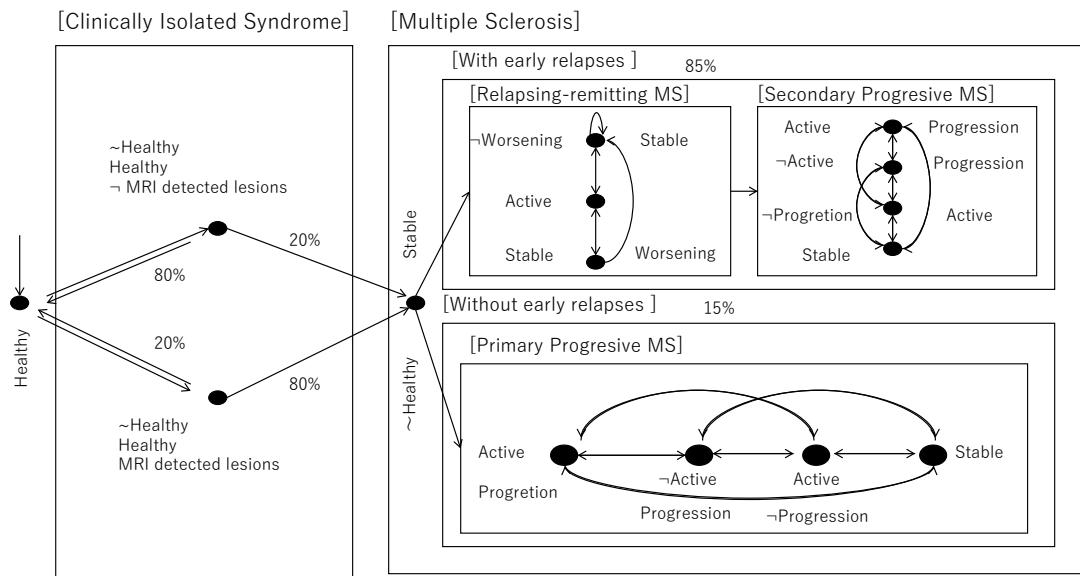 [Clinically Isolated Syndrome]
[Multiple Sclerosis]
[With early relapses ]
85%
[Relapsing-remitting MS]
[Secondary Progresive MS]
¬Worsening
Stable
Active
Stable
Worsening
Active
Progression
¬Active
Progression
¬Progretion
Active
Stable
~Healthy
Healthy
¬ MRI detected lesions
20%
80%
Stable
Healthy
20%
80%
~Healthy
~Healthy
Healthy
MRI detected lesions
[Without early relapses ]
15%
[Primary Progresive MS]
Active
Progretion
¬Active
Progression
Active
¬Progression
Stable